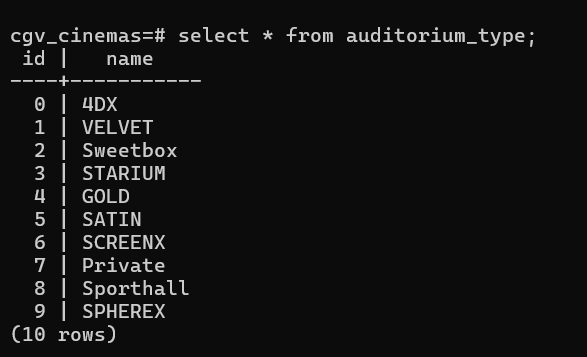 cgv_cinemas=# select * from auditorium_type;
 id |   name
----+-----------
  0 | 4DX
  1 | VELVET
  2 | Sweetbox
  3 | STARIUM
  4 | GOLD
  5 | SATIN
  6 | SCREENX
  7 | Private
  8 | Sporthall
  9 | SPHEREX
(10 rows)